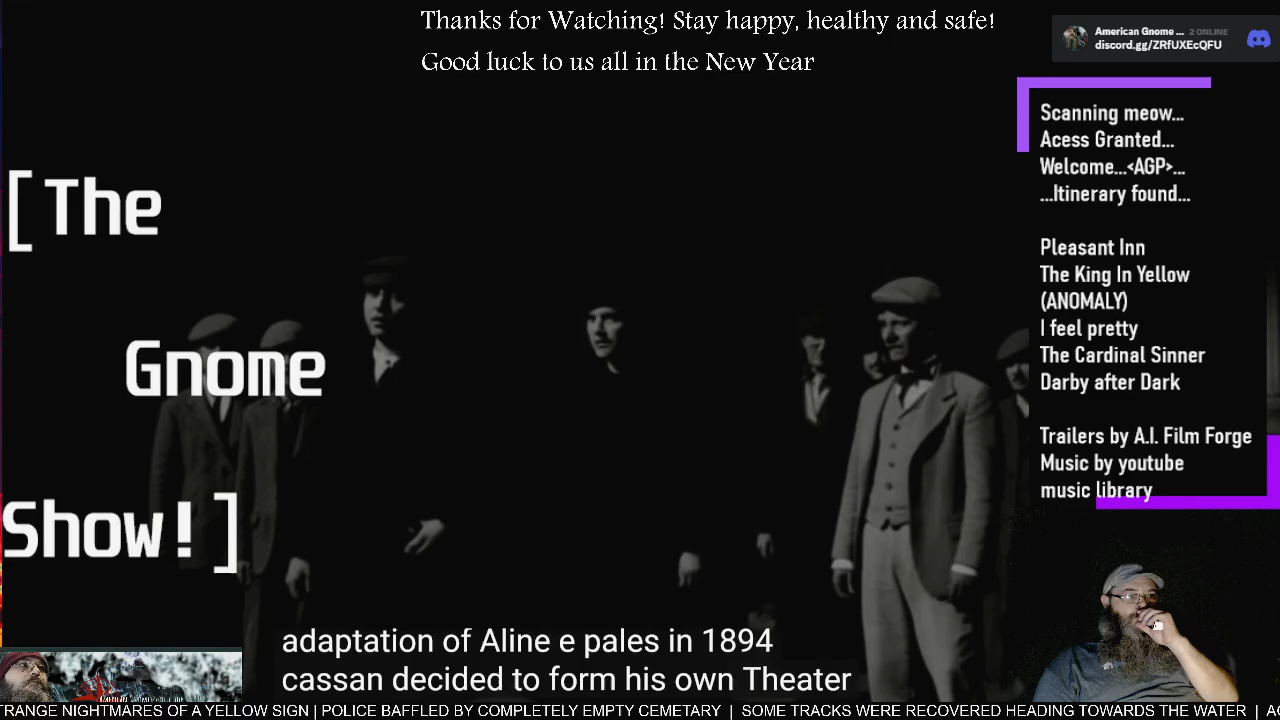 Thanks for Watching! Stay happy, healthy and safe!
Good luck to us all in the New Year
American Gnome ... 2 ONLINE
discord.gg/ZRfUXEcQFU
Scanning meow...
Acess Granted...
Welcome...<AGP>...
...Itinerary found...
Pleasant Inn
The King In Yellow
(ANOMALY)
I feel pretty
The Cardinal Sinner
Darby after Dark
Trailers by A.I. Film Forge
Music by youtube
music library
[The
Gnome
Show!]
adaptation of Aline e pales in 1894
cassan decided to form his own Theater
TRANGE NIGHTMARES OF A YELLOW SIGN | POLICE BAFFLED BY COMPLETELY EMPTY CEMETARY | SOME TRACKS WERE RECOVERED HEADING TOWARDS THE WATER |